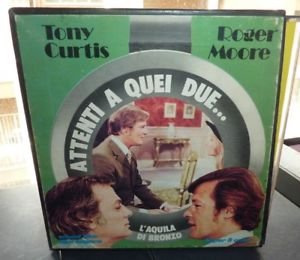 Tony
Curtis
Roger
Moore
ATTENTI A QUEI DUE...
L'AQUILA
DI BRONZO